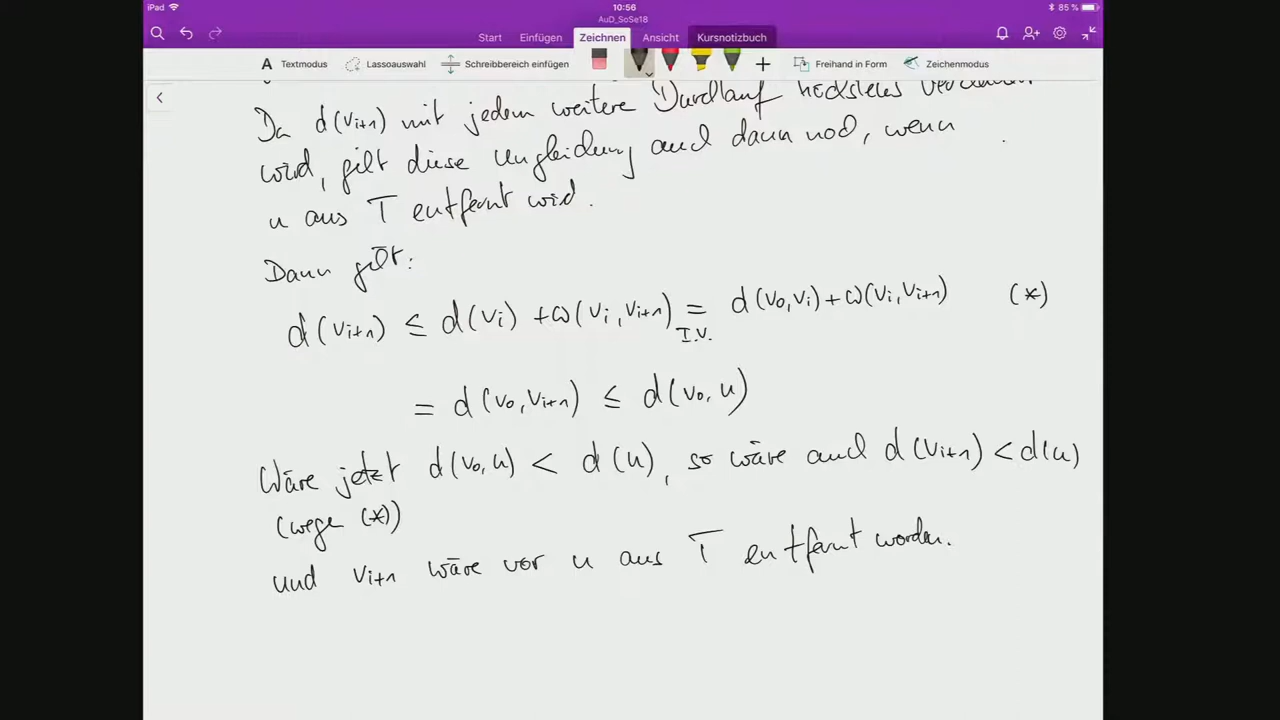 iPad 10:56 85 %
AuD_SoSe18
Start Einfügen Zeichnen Ansicht Kursnotizbuch
Textmodus Lassoauswahl Schreibbereich einfügen Freihand in Form Zeichenmodus
Da d(vi+1) mit jedem weitere Durchlauf höchstens
wird, gilt diese Ungleichung auch dann noch, wenn
u aus T entfernt wird.
Dann gilt:
d(vi+1) ≤ d(vi) + ω(vi, vi+1) = d(v0, vi) + ω(vi, vi+1) (*)
I.V.
= d(v0, vi+1) ≤ d(v0, u)
Wäre jetzt d(v0, u) < d(u), so wäre auch d(vi+1) < d(u)
(wege (*))
und vi+1 wäre vor u aus T entfernt worden.